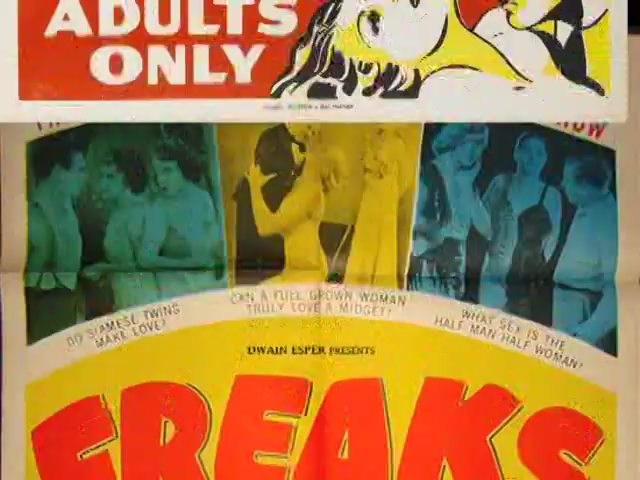 ADULTS
ONLY
DO SIAMESE TWINS
MAKE LOVE?
CAN A FULL GROWN WOMAN
TRULY LOVE A MIDGET?
WHAT SEX IS THE
HALF MAN HALF WOMAN?
DWAIN ESPER PRESENTS
FREAKS